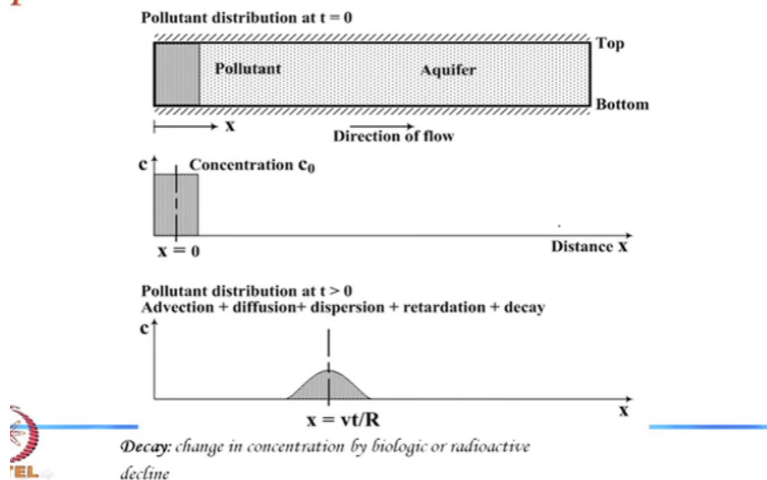 Pollutant distribution at t = 0
Top
Pollutant
Aquifer
Bottom
x
Direction of flow
c
Concentration c₀
x = 0
Distance x
Pollutant distribution at t > 0
Advection + diffusion+ dispersion + retardation + decay
c
x = vt/R
x
Decay: change in concentration by biologic or radioactive
decline